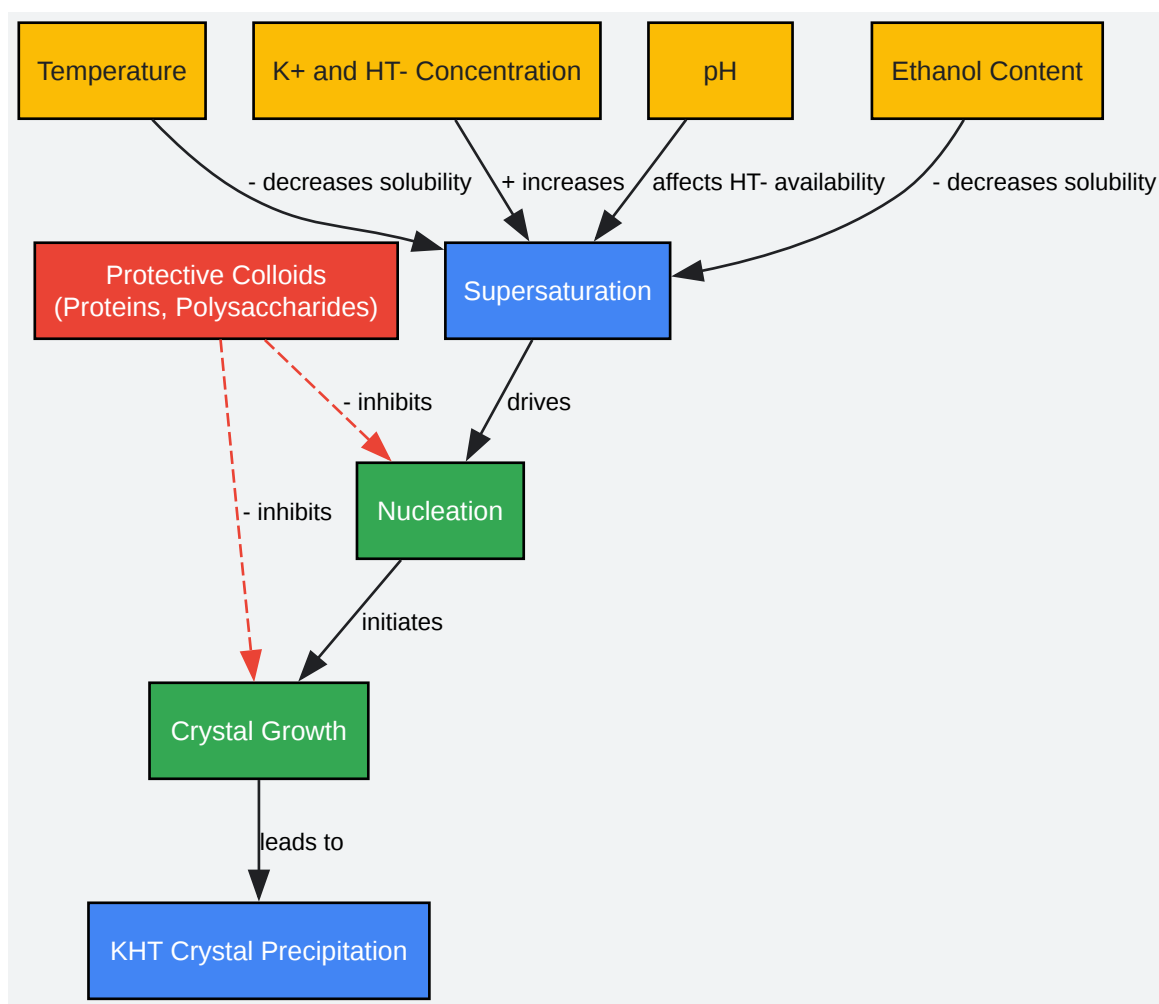 Temperature
K+ and HT- Concentration
pH
Ethanol Content
- decreases solubility
+ increases
affects HT- availability
- decreases solubility
Protective Colloids
(Proteins, Polysaccharides)
Supersaturation
- inhibits
drives
- inhibits
Nucleation
initiates
Crystal Growth
leads to
KHT Crystal Precipitation